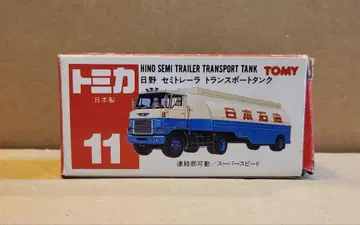 トミカ
日本製
11
HINO SEMI TRAILER TRANSPORT TANK
TOMY
日野 セミトレーラ トランスポートタンク
日本石油
連結部可動/スーパースピード